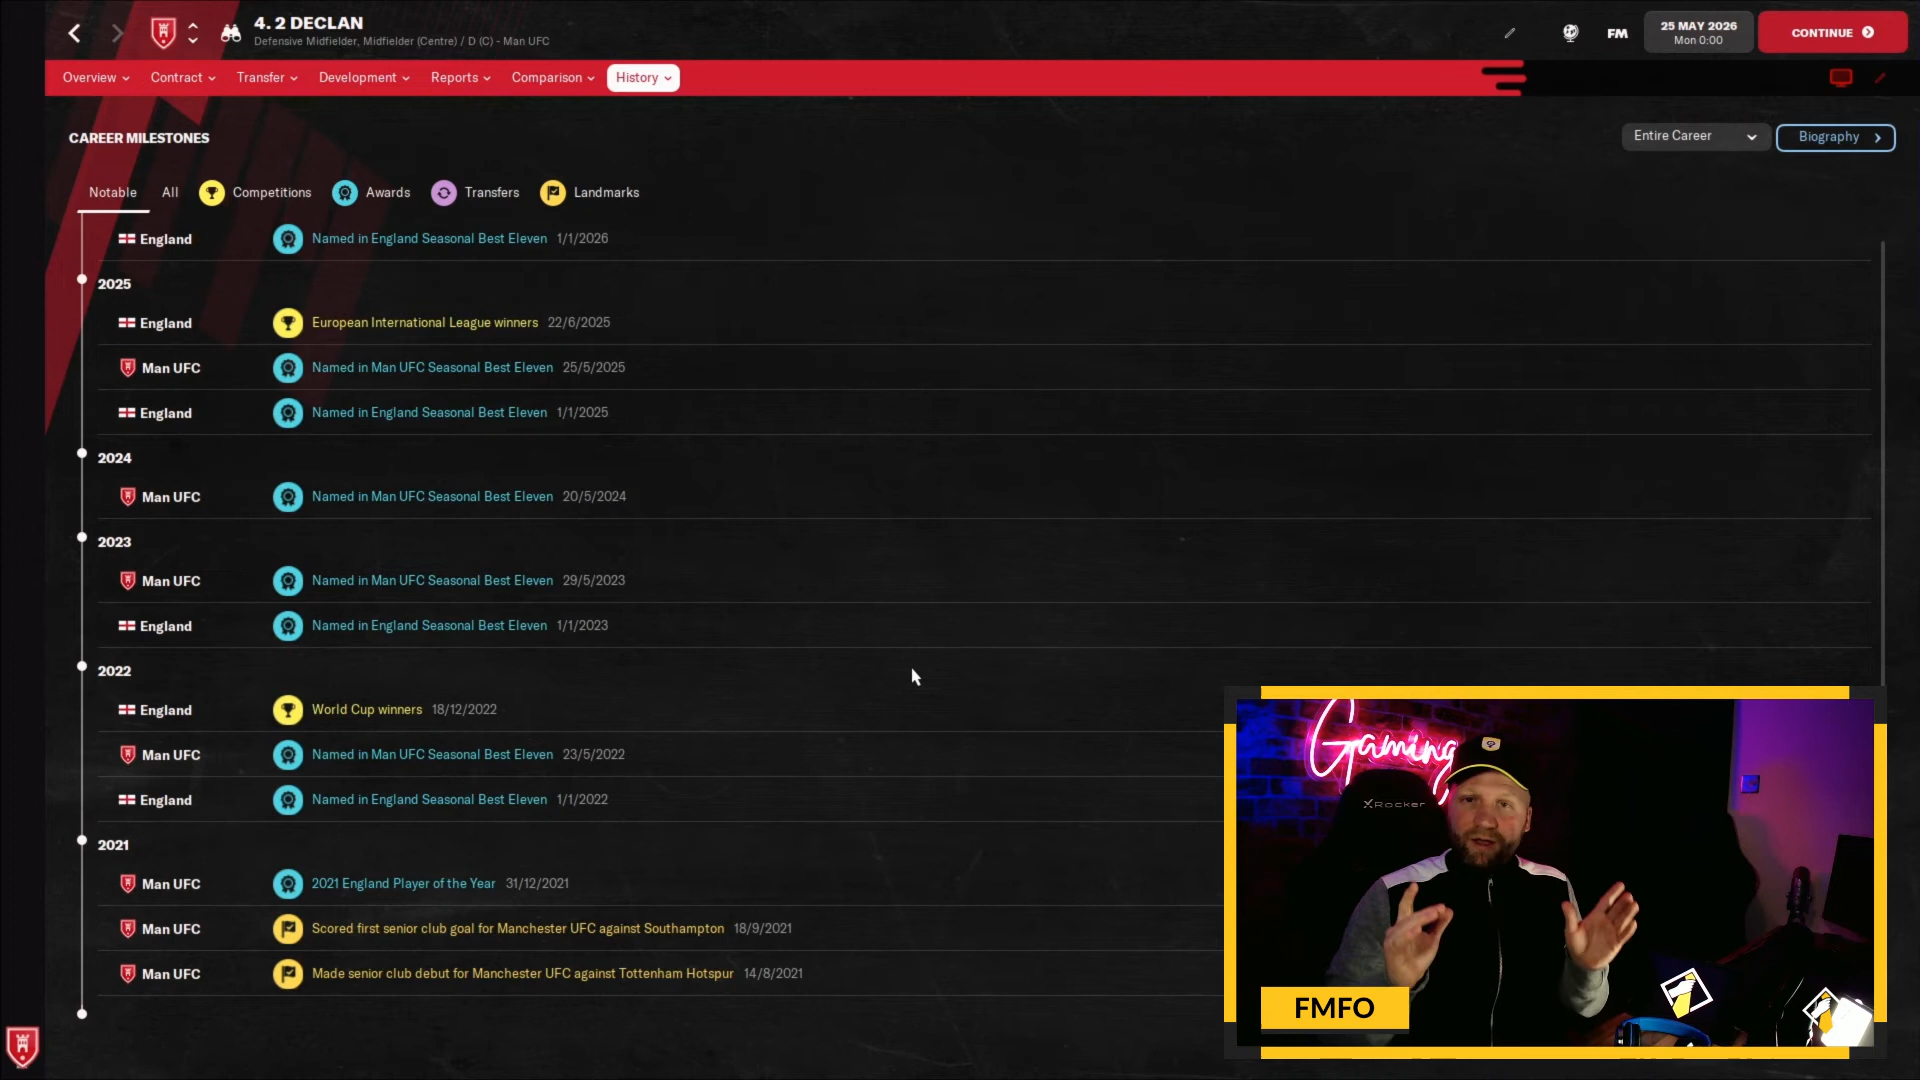 4. 2 DECLAN
Defensive Midfielder, Midfielder (Centre) / D (C) - Man UFC
FM
25 MAY 2026
Mon 0:00
CONTINUE
Overview
Contract
Transfer
Development
Reports
Comparison
History
CAREER MILESTONES
Entire Career
Biography
Notable
All
Competitions
Awards
Transfers
Landmarks
England Named in England Seasonal Best Eleven 1/1/2026
2025
England European International League winners 22/6/2025
Man UFC Named in Man UFC Seasonal Best Eleven 25/5/2025
England Named in England Seasonal Best Eleven 1/1/2025
2024
Man UFC Named in Man UFC Seasonal Best Eleven 20/5/2024
2023
Man UFC Named in Man UFC Seasonal Best Eleven 29/5/2023
England Named in England Seasonal Best Eleven 1/1/2023
2022
England World Cup winners 18/12/2022
Man UFC Named in Man UFC Seasonal Best Eleven 23/5/2022
England Named in England Seasonal Best Eleven 1/1/2022
2021
Man UFC 2021 England Player of the Year 31/12/2021
Man UFC Scored first senior club goal for Manchester UFC against Southampton 18/9/2021
Man UFC Made senior club debut for Manchester UFC against Tottenham Hotspur 14/8/2021
Gaming
XRocker
FMFO